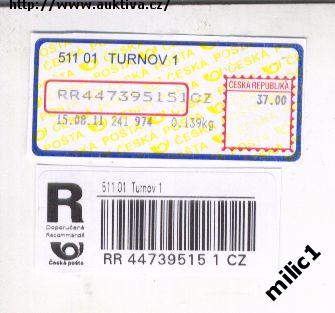 http://www.auktiva.cz/
511 01 TURNOV 1
RR447395151CZ
15.08.11 241 974 0.139kg
ČESKÁ REPUBLIKA
37.00
ČESKÁ POŠTA
R
Doporučeně
Recommandé
Česká pošta
511 01 Turnov 1
RR 44739515 1 CZ
milic1